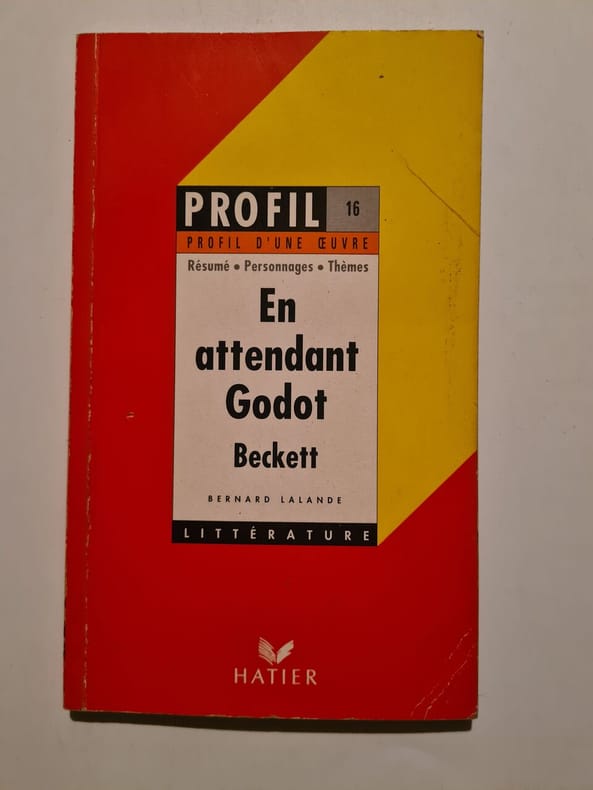 PROFIL 16
PROFIL D'UNE ŒUVRE
Résumé • Personnages • Thèmes
En
attendant
Godot
Beckett
BERNARD LALANDE
LITTÉRATURE
HATIER